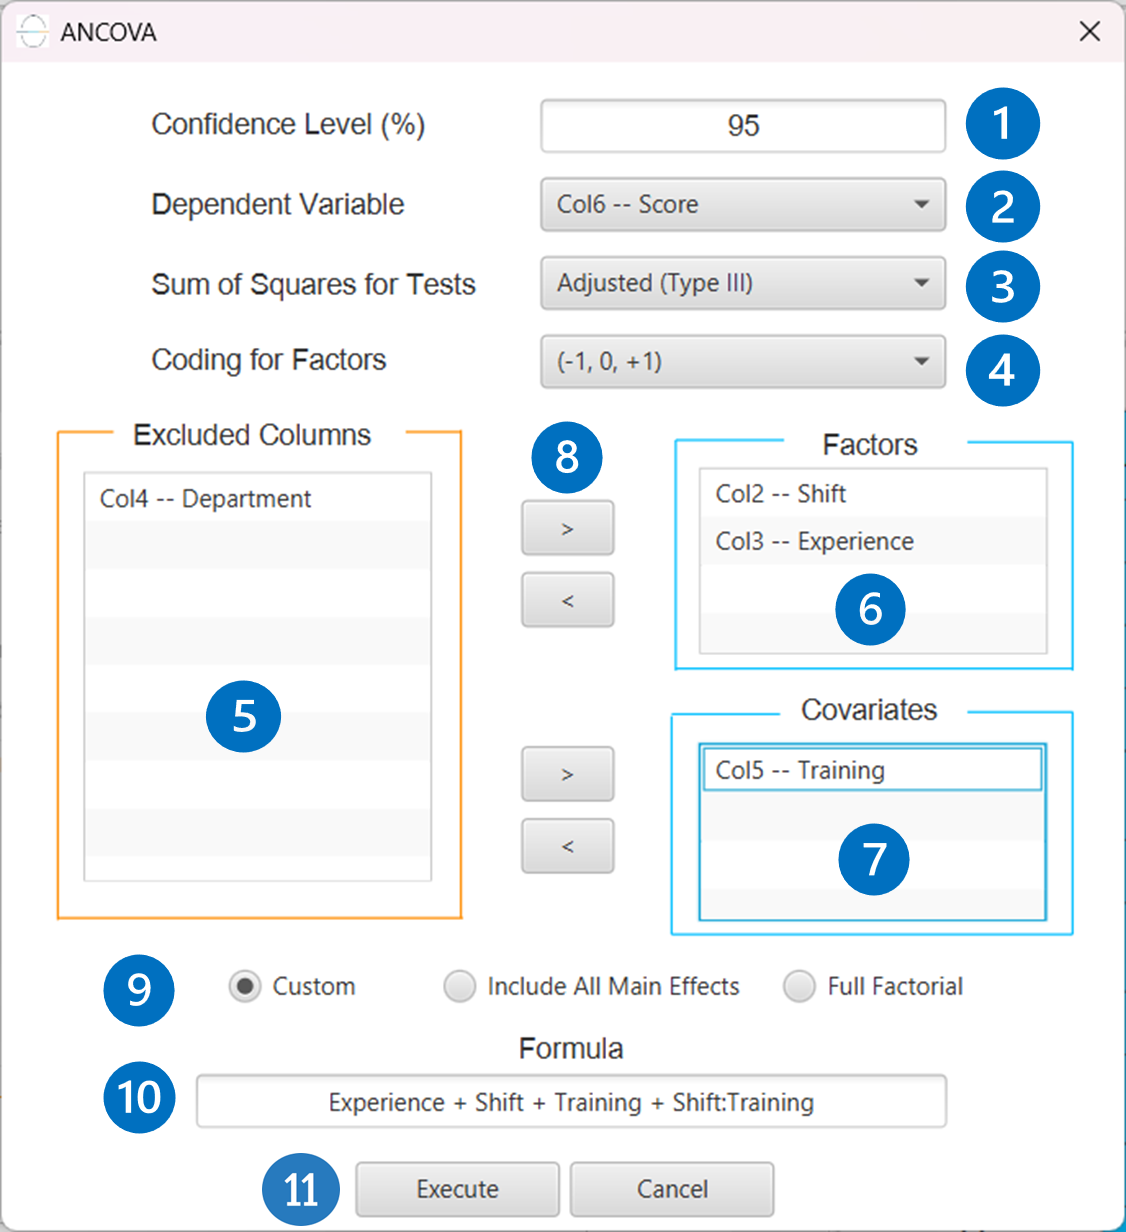 ANCOVA
Confidence Level (%) 95 1
Dependent Variable Col6 -- Score 2
Sum of Squares for Tests Adjusted (Type III) 3
Coding for Factors (-1, 0, +1) 4
Excluded Columns
Col4 -- Department
5
8
>
<
>
<
Factors
Col2 -- Shift
Col3 -- Experience
6
Covariates
Col5 -- Training
7
9 Custom Include All Main Effects Full Factorial
Formula
10 Experience + Shift + Training + Shift:Training
11 Execute Cancel